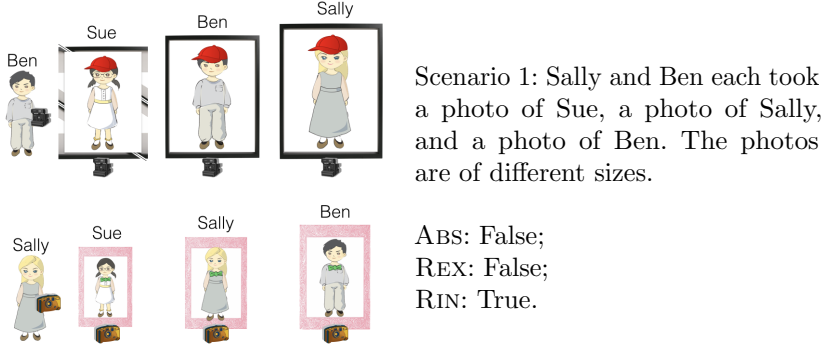 Ben
Sue
Ben
Sally
Sally
Sue
Sally
Ben
Scenario 1: Sally and Ben each took
a photo of Sue, a photo of Sally,
and a photo of Ben. The photos
are of different sizes.
ABS: False;
REX: False;
RIN: True.